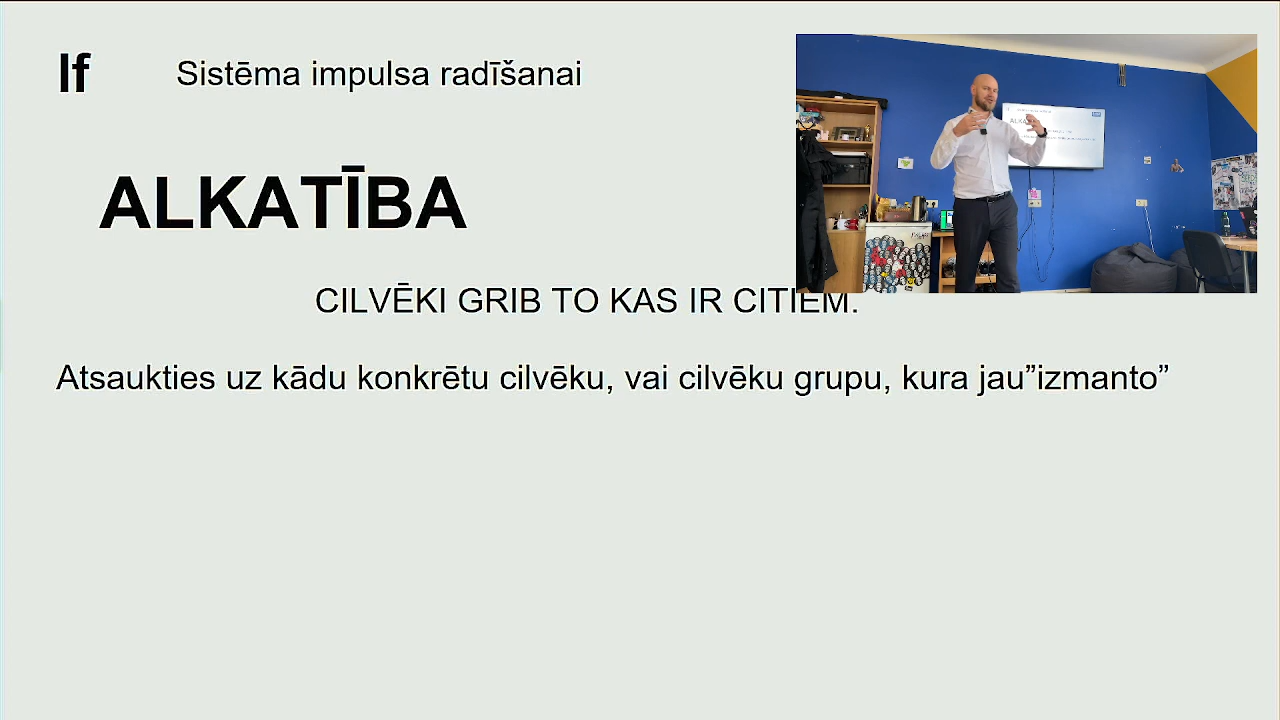 If
Sistēma impulsa radīšanai
ALKATĪBA
CILVĒKI GRIB TO KAS IR CITIEM.
Atsaukties uz kādu konkrētu cilvēku, vai cilvēku grupu, kura jau”izmanto”